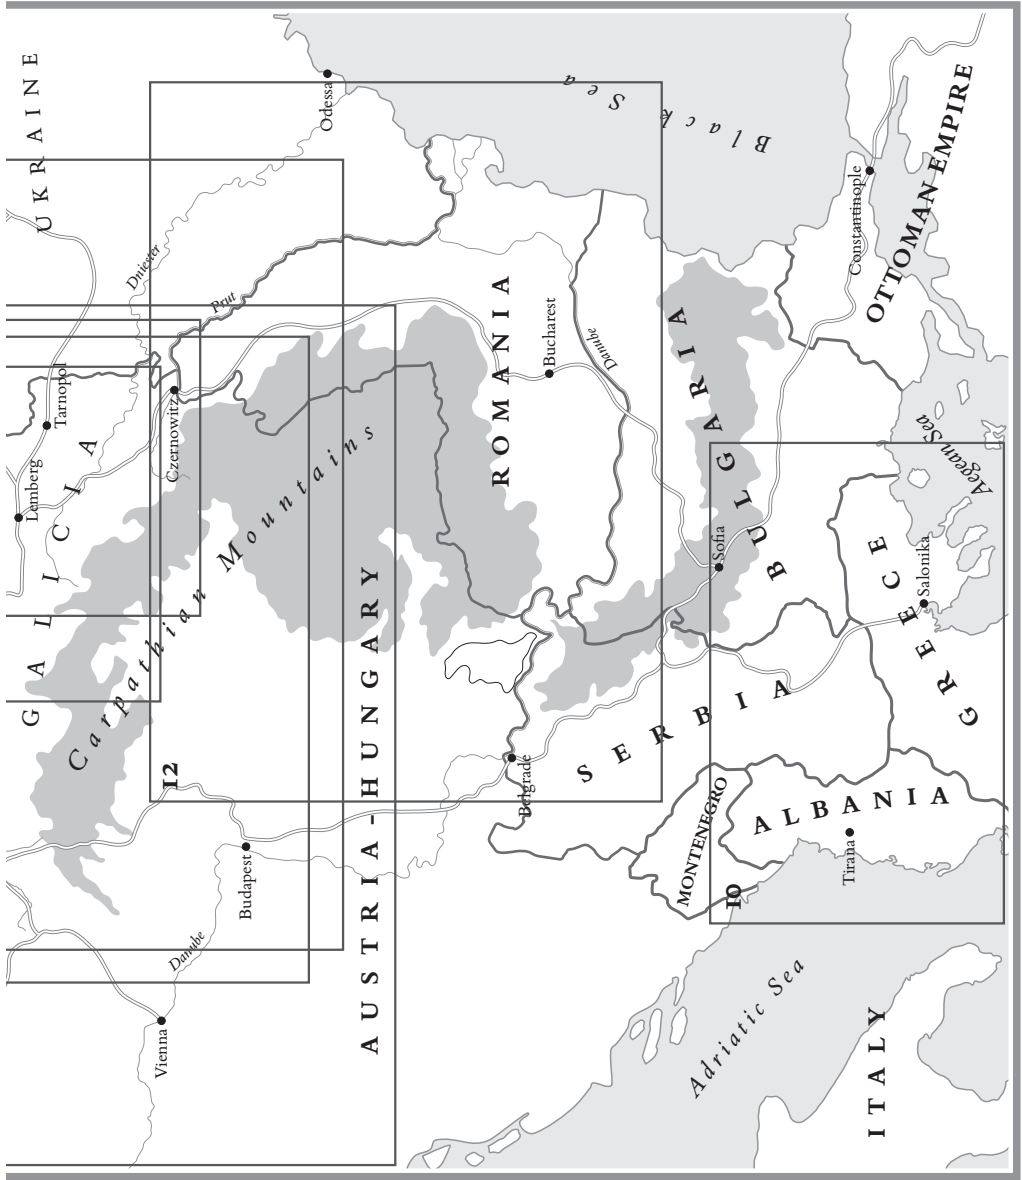 UKRAINE
Odessa
Black Sea
Dniester
Prut
Constantinople
OTTOMAN EMPIRE
Tarnopol
Lemberg
Czernowitz
GALICIA
Bucharest
ROMANIA
Danube
BULGARIA
Sofia
Aegean Sea
Salonika
GREECE
Carpathian Mountains
12
AUSTRIA-HUNGARY
Belgrade
SERBIA
MONTENEGRO
ALBANIA
Tirana
10
Budapest
Danube
Vienna
Adriatic Sea
ITALY